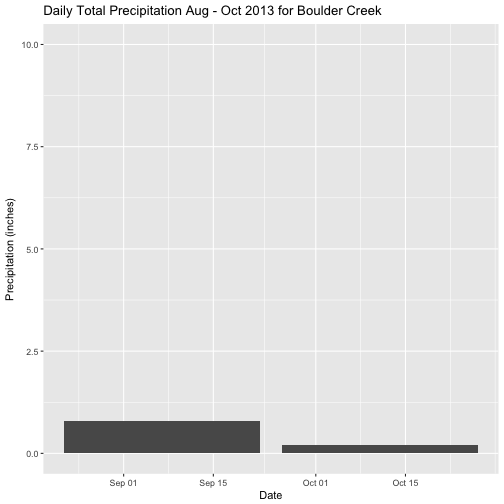 Daily Total Precipitation Aug - Oct 2013 for Boulder Creek
10.0
7.5
5.0
2.5
0.0
Precipitation (inches)
Sep 01 Sep 15 Oct 01 Oct 15
Date